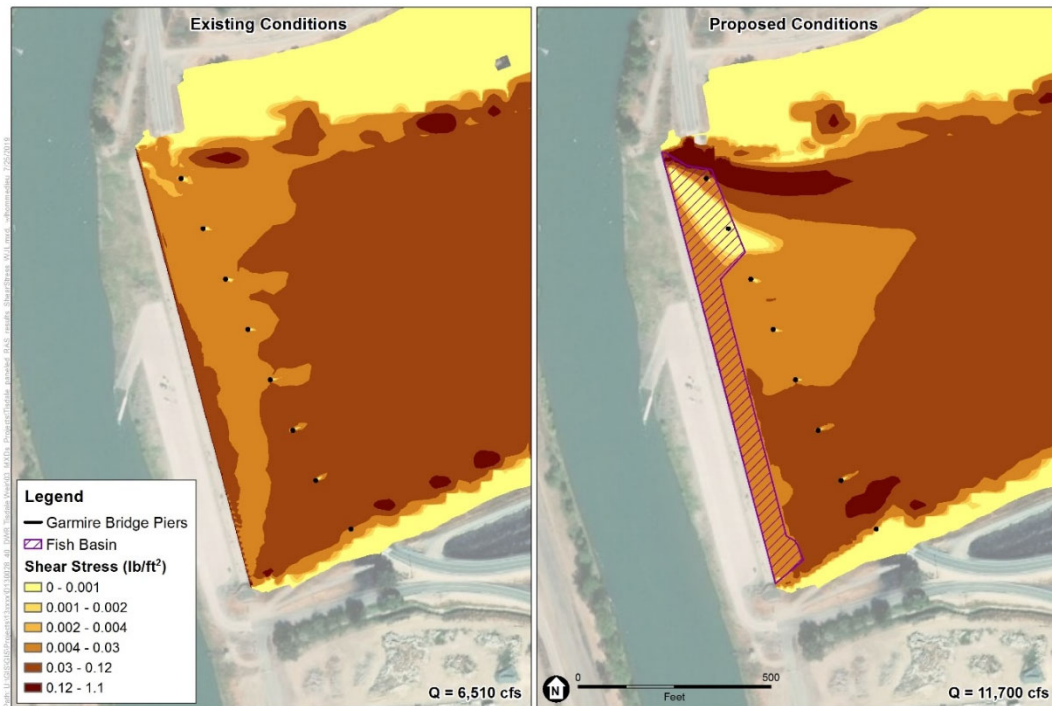 Existing Conditions
Proposed Conditions
Legend
Garmire Bridge Piers
Fish Basin
Shear Stress (lb/ft²)
0 - 0.001
0.001 - 0.002
0.002 - 0.004
0.004 - 0.03
0.03 - 0.12
0.12 - 1.1
Q = 6,510 cfs
N
0 500
Feet
Q = 11,700 cfs